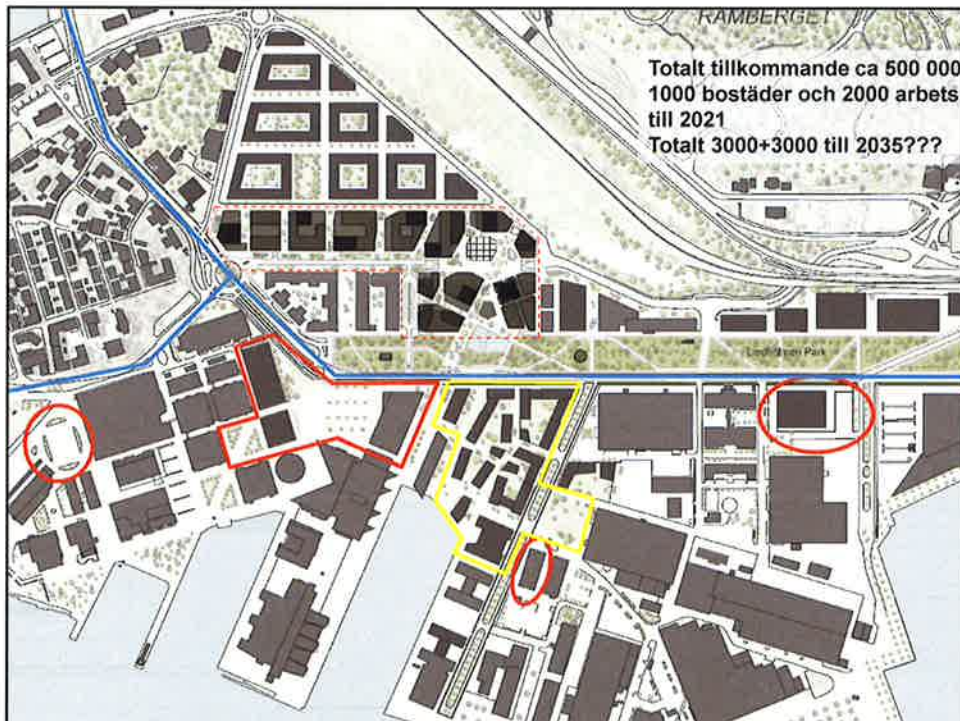 RAMBERGET
Totalt tillkommande ca 500 000
1000 bostäder och 2000 arbets
till 2021
Totalt 3000+3000 till 2035???
Park